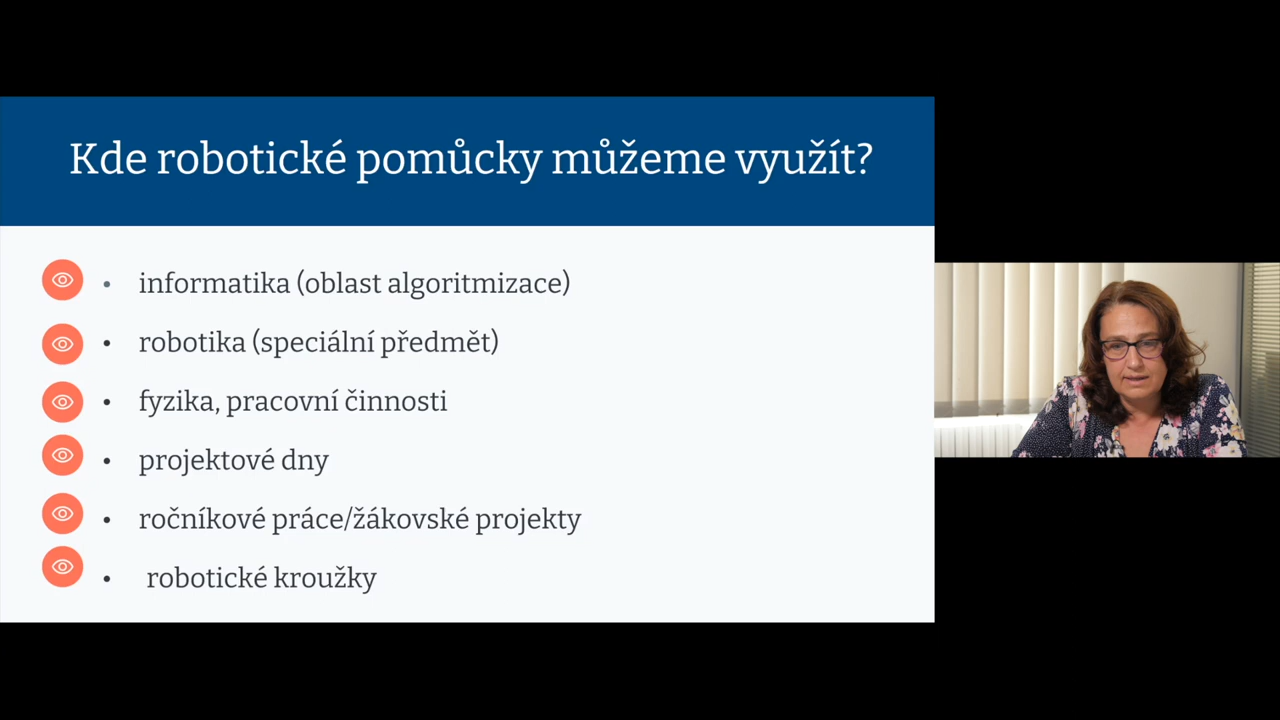 Kde robotické pomůcky můžeme využít?
• informatika (oblast algoritmizace)
• robotika (speciální předmět)
• fyzika, pracovní činnosti
• projektové dny
• ročníkové práce/žákovské projekty
• robotické kroužky